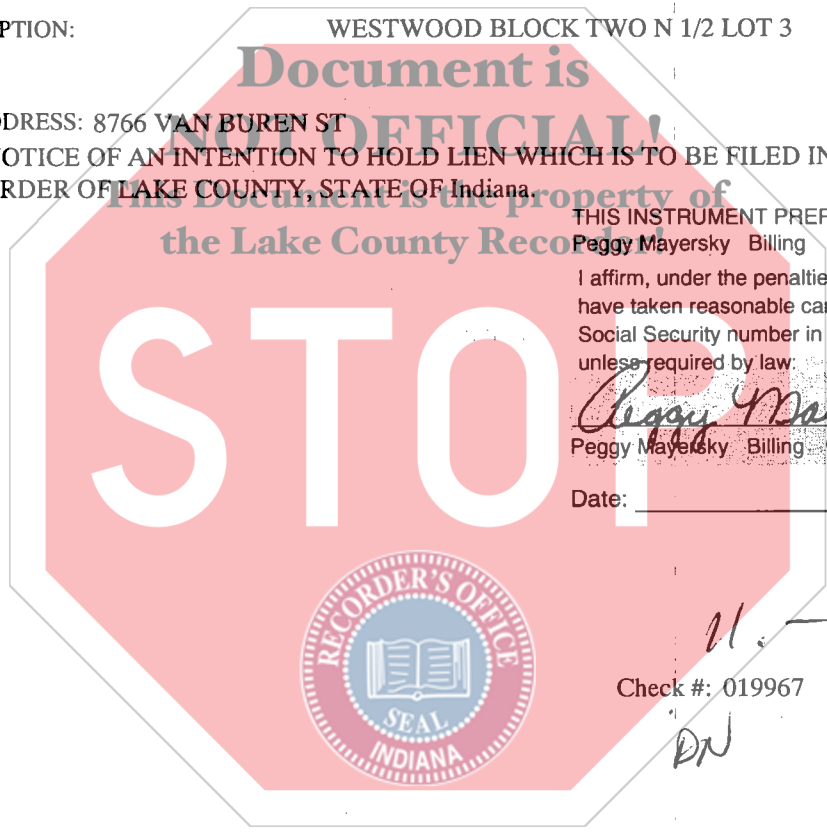 PTION: WESTWOOD BLOCK TWO N 1/2 LOT 3
Document is
DRESS: 8766 VAN BUREN ST
NOT OFFICIAL!
OTICE OF AN INTENTION TO HOLD LIEN WHICH IS TO BE FILED IN
RDER OF LAKE COUNTY, STATE OF Indiana.
This Document is the property of
the Lake County Recorder!
THIS INSTRUMENT PREP
Peggy Mayersky Billing
I affirm, under the penaltie
have taken reasonable car
Social Security number in
unless required by law:
Peggy Ma
Peggy Mayersky Billing
Date:
STOP
RECORDER'S OFFICE
SEAL
INDIANA
11.—
Check #: 019967
DN